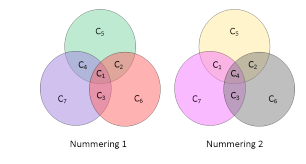 C5 C5
C4 C2 C1 C2
C1 C4
C3 C3
C7 C6 C7 C6
Nummering 1 Nummering 2